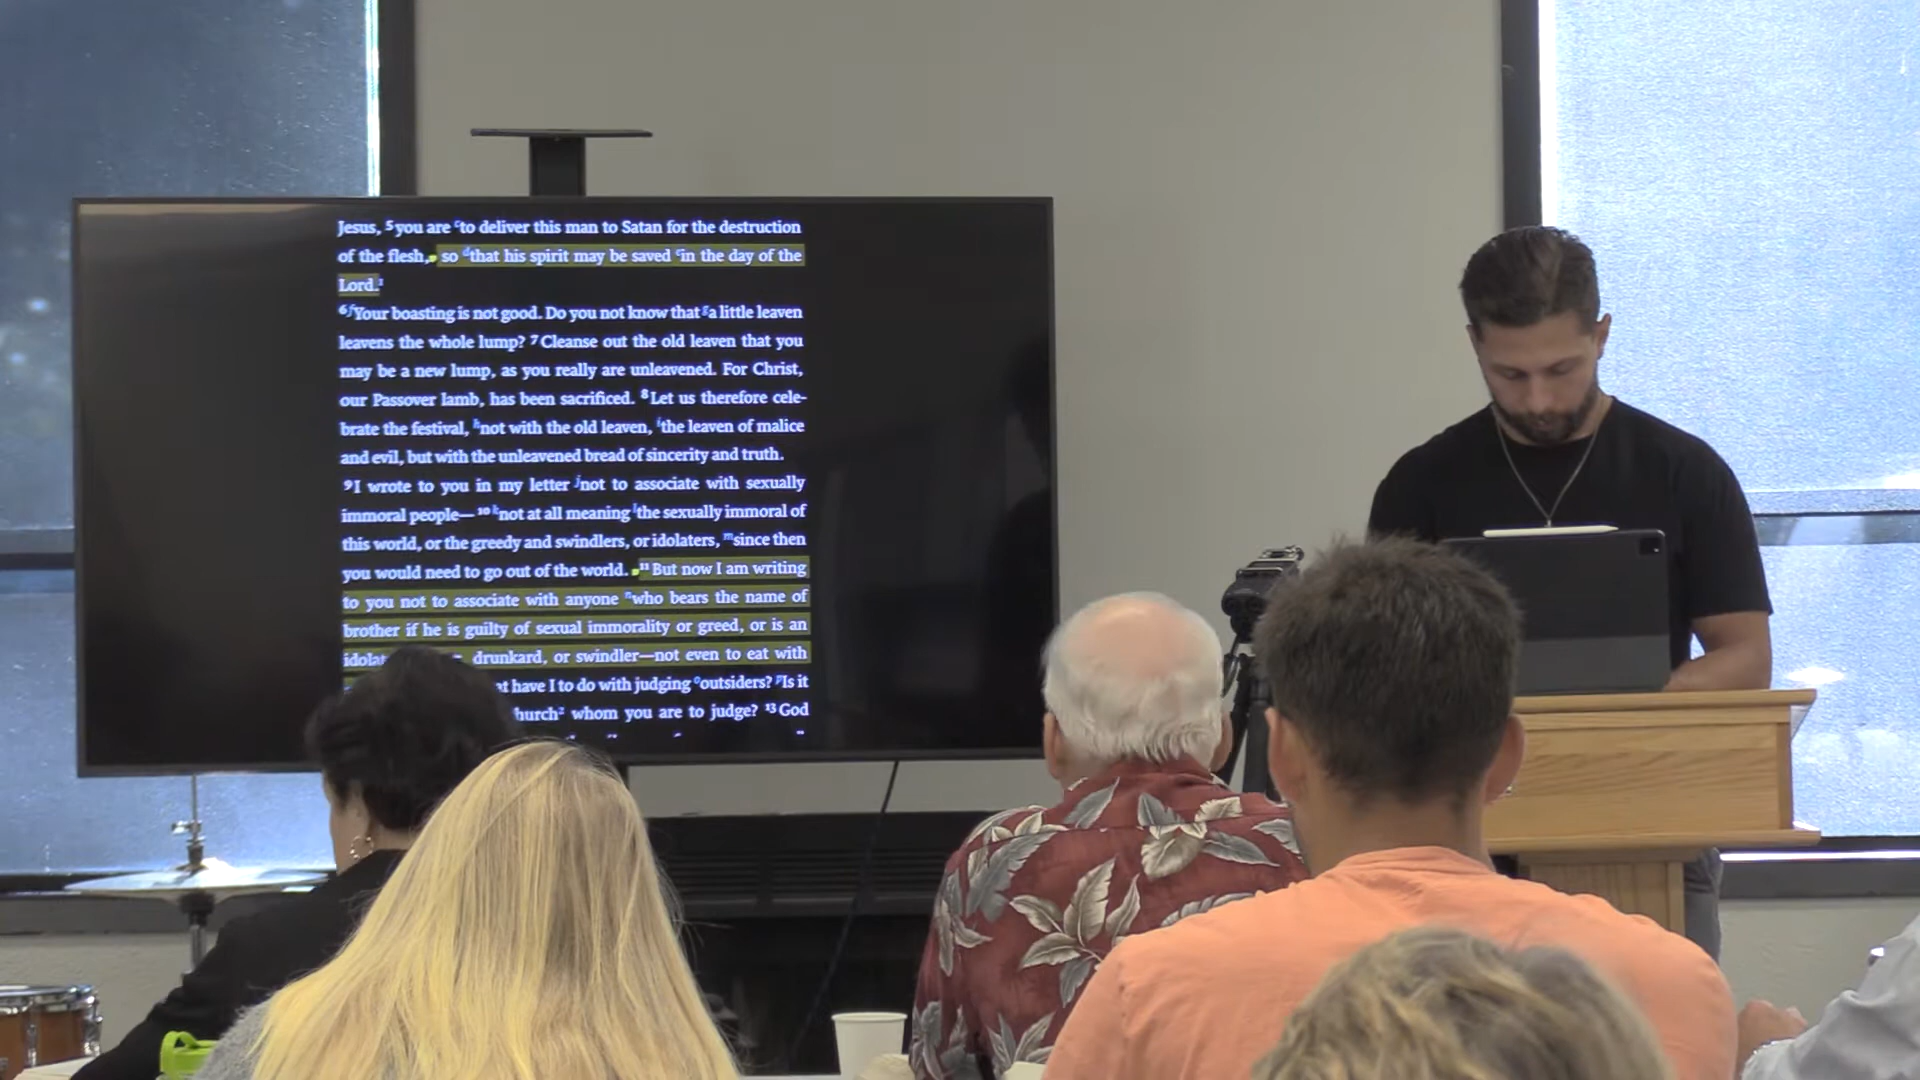 Jesus, 5 you are c to deliver this man to Satan for the destruction
of the flesh, so d that his spirit may be saved e in the day of the
Lord.1
6 f Your boasting is not good. Do you not know that g a little leaven
leavens the whole lump? 7 Cleanse out the old leaven that you
may be a new lump, as you really are unleavened. For Christ,
our Passover lamb, has been sacrificed. 8 Let us therefore cele-
brate the festival, h not with the old leaven, i the leaven of malice
and evil, but with the unleavened bread of sincerity and truth.
9 I wrote to you in my letter j not to associate with sexually
immoral people— 10 k not at all meaning l the sexually immoral of
this world, or the greedy and swindlers, or idolaters, m since then
you would need to go out of the world. 11 But now I am writing
to you not to associate with anyone n who bears the name of
brother if he is guilty of sexual immorality or greed, or is an
drunkard, or swindler—not even to eat with
have I to do with judging o outsiders? p Is it
whom you are to judge? 13 God